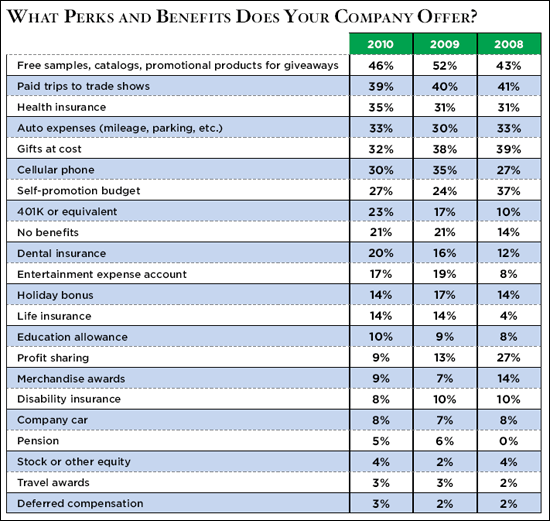 What Perks and Benefits Does Your Company Offer?
2010 2009 2008
Free samples, catalogs, promotional products for giveaways 46% 52% 43%
Paid trips to trade shows 39% 40% 41%
Health insurance 35% 31% 31%
Auto expenses (mileage, parking, etc.) 33% 30% 33%
Gifts at cost 32% 38% 39%
Cellular phone 30% 35% 27%
Self-promotion budget 27% 24% 37%
401K or equivalent 23% 17% 10%
No benefits 21% 21% 14%
Dental insurance 20% 16% 12%
Entertainment expense account 17% 19% 8%
Holiday bonus 14% 17% 14%
Life insurance 14% 14% 4%
Education allowance 10% 9% 8%
Profit sharing 9% 13% 27%
Merchandise awards 9% 7% 14%
Disability insurance 8% 10% 10%
Company car 8% 7% 8%
Pension 5% 6% 0%
Stock or other equity 4% 2% 4%
Travel awards 3% 3% 2%
Deferred compensation 3% 2% 2%